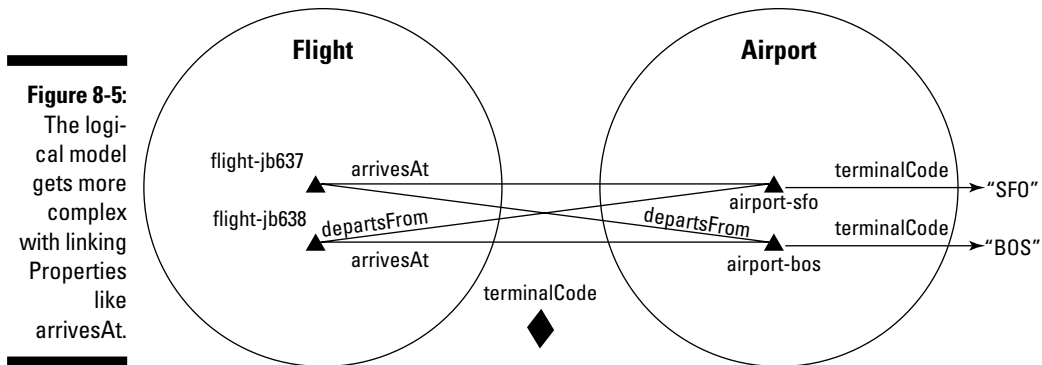 Figure 8-5:
The logi-
cal model
gets more
complex
with linking
Properties
like
arrivesAt.
Flight
Airport
flight-jb637
arrivesAt
terminalCode
"SFO"
airport-sfo
flight-jb638
departsFrom
departsFrom
terminalCode
"BOS"
arrivesAt
airport-bos
terminalCode